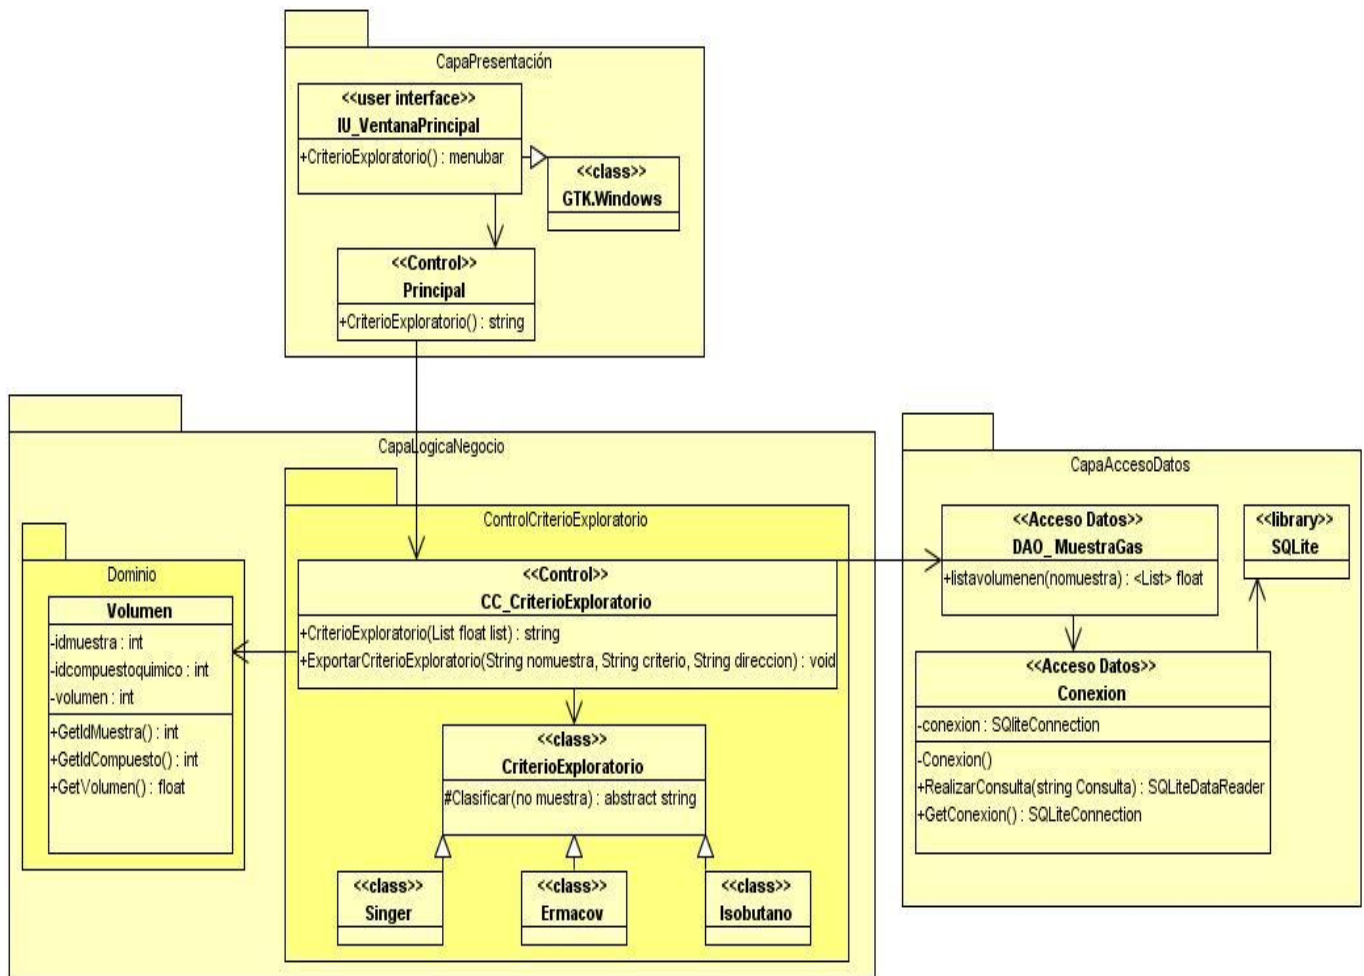 CapaPresentación
<<user interface>>
IU_VentanaPrincipal
+CriterioExploratorio() : menubar
<<class>>
GTK.Windows
<<Control>>
Principal
+CriterioExploratorio() : string
CapaLogicaNegocio
Dominio
Volumen
-idmuestra : int
-idcompuestoquimico : int
-volumen : int
+GetIdMuestra() : int
+GetIdCompuesto() : int
+GetVolumen() : float
ControlCriterioExploratorio
<<Control>>
CC_CriterioExploratorio
+CriterioExploratorio(List float list) : string
+ExportarCriterioExploratorio(String nomuestra, String criterio, String direccion) : void
<<class>>
CriterioExploratorio
#Clasificar(no muestra) : abstract string
<<class>>
Singer
<<class>>
Ermacov
<<class>>
Isobutano
CapaAccesoDatos
<<Acceso Datos>>
DAO_MuestraGas
+listavolumenen(nomuestra) : <List> float
<<library>>
SQLite
<<Acceso Datos>>
Conexion
-conexion : SQliteConnection
-Conexion()
+RealizarConsulta(string Consulta) : SQLiteDataReader
+GetConexion() : SQLiteConnection